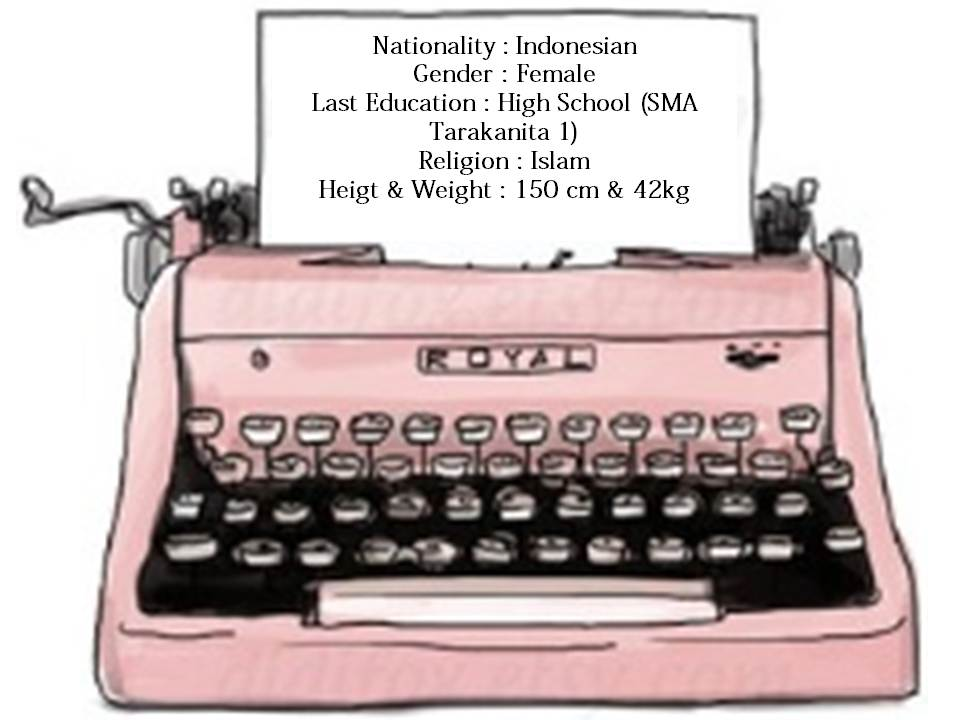 Nationality : Indonesian
Gender : Female
Last Education : High School (SMA
Tarakanita 1)
Religion : Islam
Heigt & Weight : 150 cm & 42kg
ROYAL